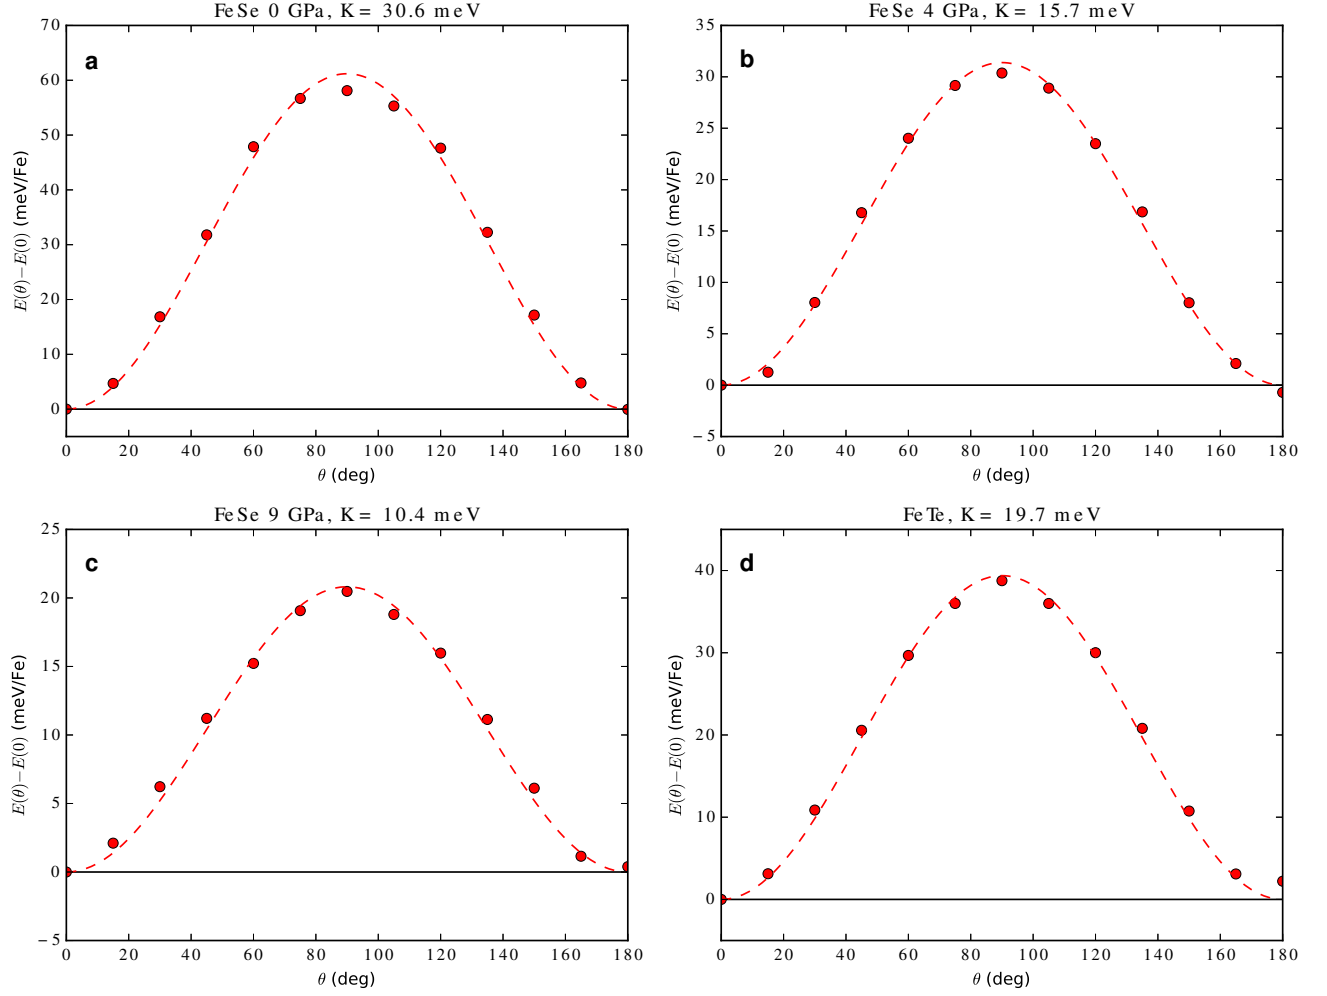 FeSe 0 GPa, K= 30.6 meV
a
70
60
50
40
30
20
10
0
E(θ)−E(0) (meV/Fe)
0 20 40 60 80 100 120 140 160 180
θ (deg)
FeSe 4 GPa, K= 15.7 meV
b
35
30
25
20
15
10
5
0
−5
E(θ)−E(0) (meV/Fe)
0 20 40 60 80 100 120 140 160 180
θ (deg)
FeSe 9 GPa, K= 10.4 meV
c
25
20
15
10
5
0
−5
E(θ)−E(0) (meV/Fe)
0 20 40 60 80 100 120 140 160 180
θ (deg)
FeTe, K= 19.7 meV
d
40
30
20
10
0
E(θ)−E(0) (meV/Fe)
0 20 40 60 80 100 120 140 160 180
θ (deg)